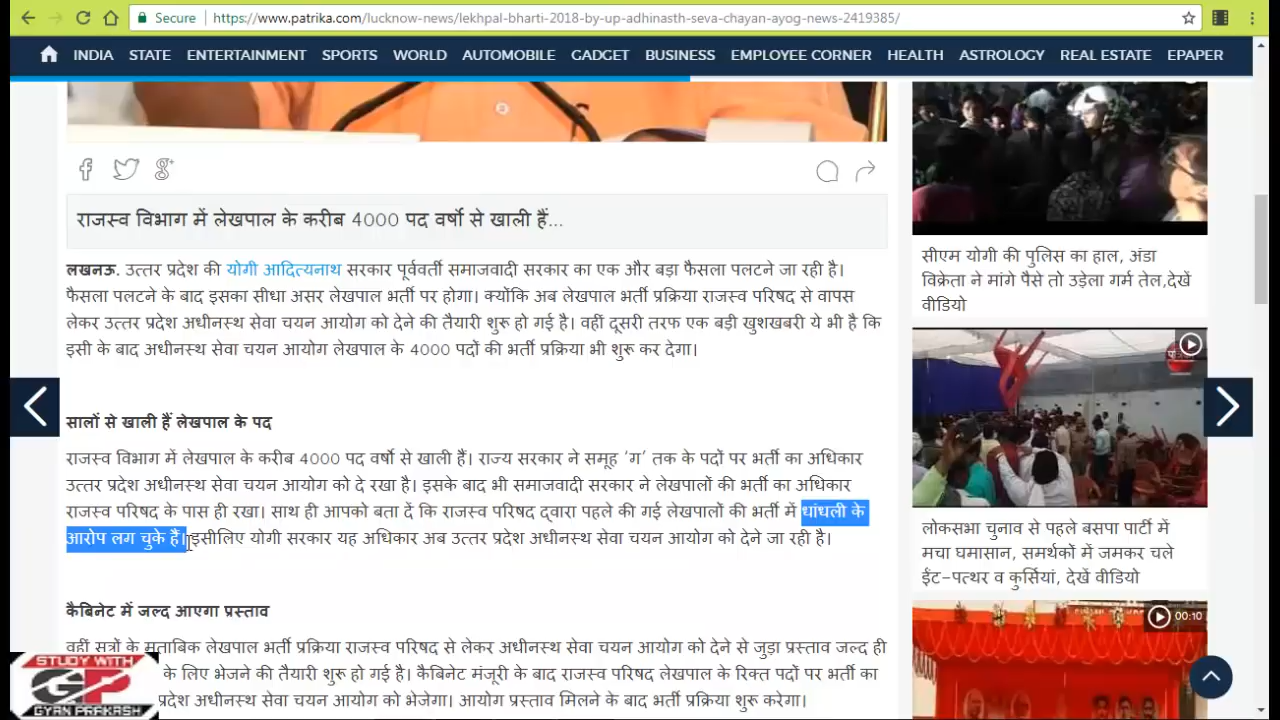 Secure
https://www.patrika.com/lucknow-news/lekhpal-bharti-2018-by-up-adhinasth-seva-chayan-ayog-news-2419385/
INDIA STATE ENTERTAINMENT SPORTS WORLD AUTOMOBILE GADGET BUSINESS EMPLOYEE CORNER HEALTH ASTROLOGY REAL ESTATE EPAPER
राजस्व विभाग में लेखपाल के करीब 4000 पद वर्षो से खाली हैं...
लखनऊ. उत्तर प्रदेश की योगी आदित्यनाथ सरकार पूर्ववर्ती समाजवादी सरकार का एक और बड़ा फैसला पलटने जा रही है।
फैसला पलटने के बाद इसका सीधा असर लेखपाल भर्ती पर होगा। क्योंकि अब लेखपाल भर्ती प्रक्रिया राजस्व परिषद से वापस
लेकर उत्तर प्रदेश अधीनस्थ सेवा चयन आयोग को देने की तैयारी शुरू हो गई है। वहीं दूसरी तरफ एक बड़ी खुशखबरी ये भी है कि
इसी के बाद अधीनस्थ सेवा चयन आयोग लेखपाल के 4000 पदों की भर्ती प्रक्रिया भी शुरू कर देगा।
सालों से खाली हैं लेखपाल के पद
राजस्व विभाग में लेखपाल के करीब 4000 पद वर्षो से खाली हैं। राज्य सरकार ने समूह ‘ग’ तक के पदों पर भर्ती का अधिकार
उत्तर प्रदेश अधीनस्थ सेवा चयन आयोग को दे रखा है। इसके बाद भी समाजवादी सरकार ने लेखपालों की भर्ती का अधिकार
राजस्व परिषद के पास ही रखा। साथ ही आपको बता दें कि राजस्व परिषद द्वारा पहले की गई लेखपालों की भर्ती में धांधली के
आरोप लग चुके हैं। इसीलिए योगी सरकार यह अधिकार अब उत्तर प्रदेश अधीनस्थ सेवा चयन आयोग को देने जा रही है।
कैबिनेट में जल्द आएगा प्रस्ताव
वहीं सूत्रों के मुताबिक लेखपाल भर्ती प्रक्रिया राजस्व परिषद से लेकर अधीनस्थ सेवा चयन आयोग को देने से जुड़ा प्रस्ताव जल्द ही
के लिए भेजने की तैयारी शुरू हो गई है। कैबिनेट मंजूरी के बाद राजस्व परिषद लेखपाल के रिक्त पदों पर भर्ती का
प्रदेश अधीनस्थ सेवा चयन आयोग को भेजेगा। आयोग प्रस्ताव मिलने के बाद भर्ती प्रक्रिया शुरू करेगा।
सीएम योगी की पुलिस का हाल, अंडा
विक्रेता ने मांगे पैसे तो उड़ेला गर्म तेल,देखें
वीडियो
लोकसभा चुनाव से पहले बसपा पार्टी में
मचा घमासान, समर्थकों में जमकर चले
ईंट-पत्थर व कुर्सियां, देखें वीडियो
00:10
STUDY WITH
GP
GYAN PRAKASH